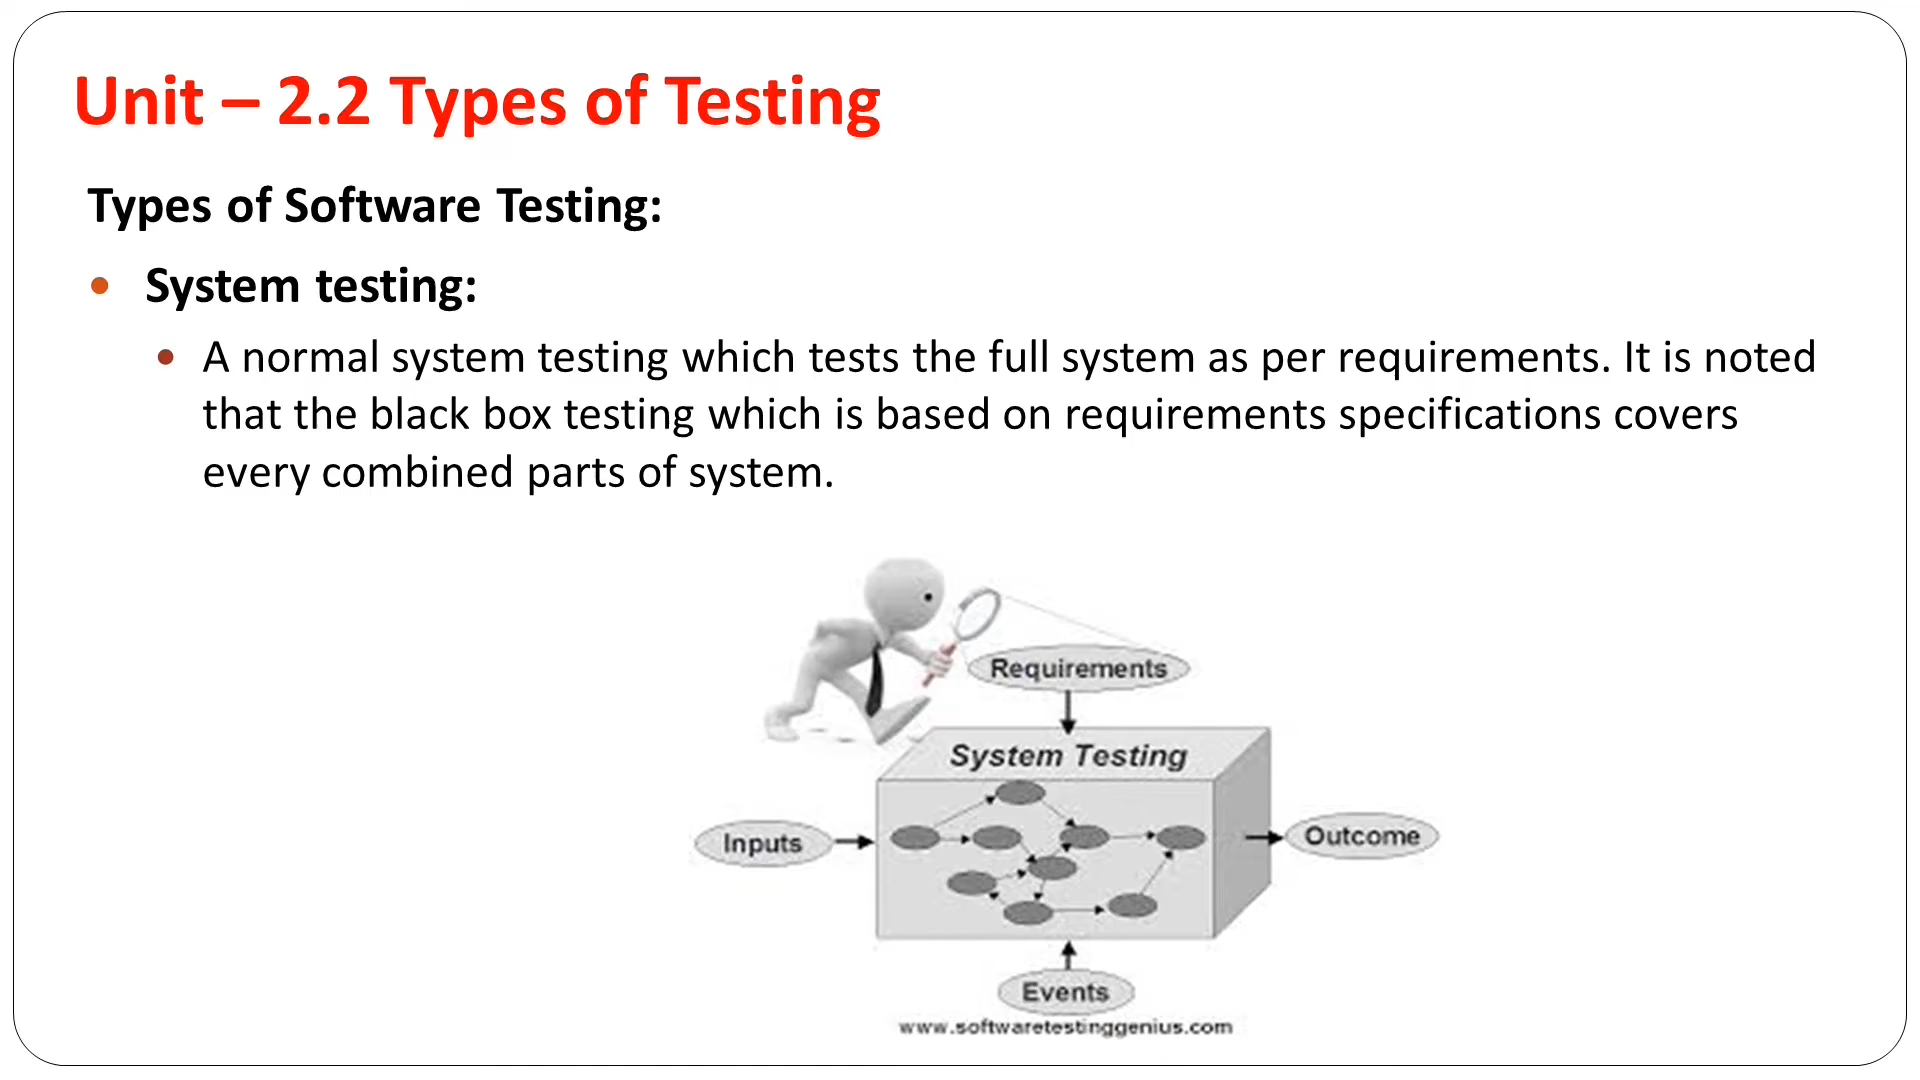 Unit – 2.2 Types of Testing
Types of Software Testing:
System testing:
A normal system testing which tests the full system as per requirements. It is noted
that the black box testing which is based on requirements specifications covers
every combined parts of system.
Requirements
System Testing
Inputs
Outcome
Events
www.softwaretestinggenius.com